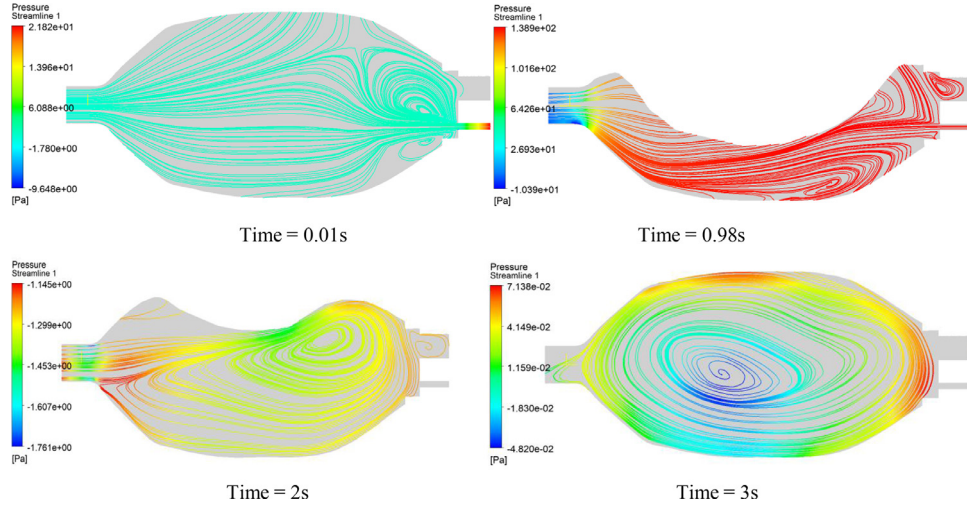 Pressure
Streamline 1
2.182e+01
1.396e+01
6.088e+00
-1.780e+00
-9.648e+00
[Pa]
Time = 0.01s
Pressure
Streamline 1
1.389e+02
1.016e+02
6.426e+01
2.693e+01
-1.039e+01
[Pa]
Time = 0.98s
Pressure
Streamline 1
-1.145e+00
-1.299e+00
-1.453e+00
-1.607e+00
-1.761e+00
[Pa]
Time = 2s
Pressure
Streamline 1
7.138e-02
4.149e-02
1.159e-02
-1.830e-02
-4.820e-02
[Pa]
Time = 3s